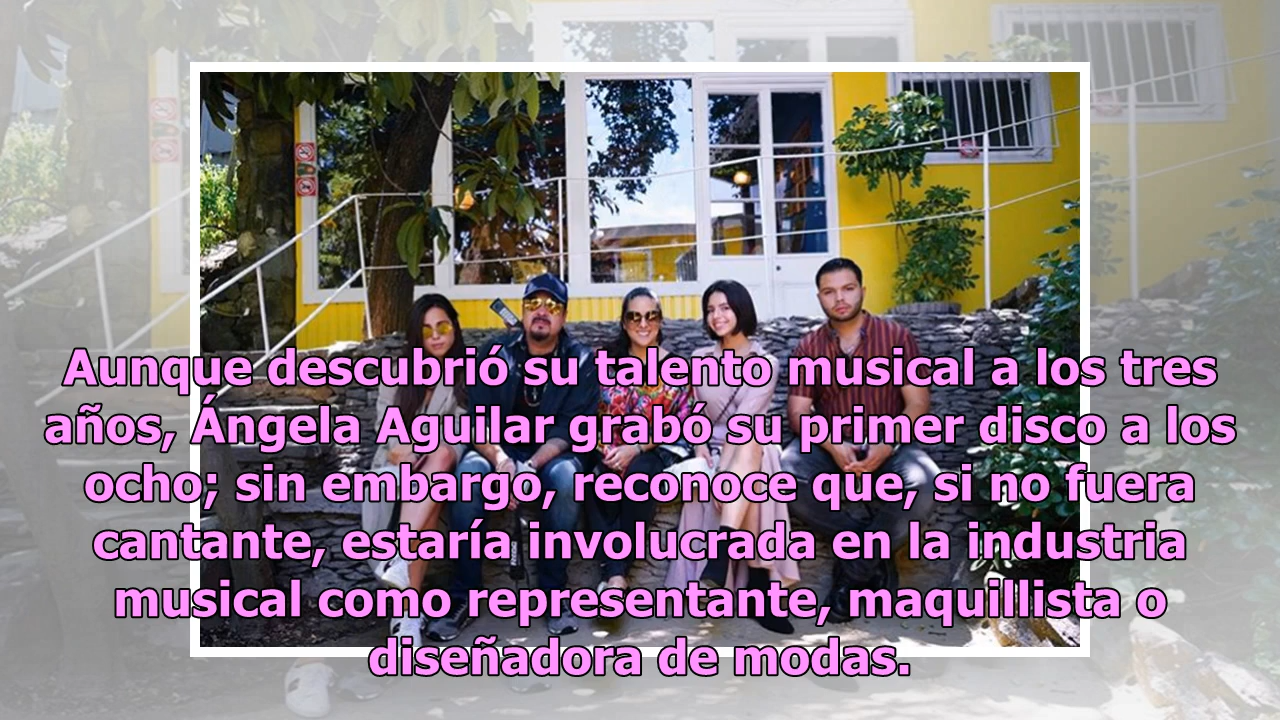 Aunque descubrió su talento musical a los tres
años, Ángela Aguilar grabó su primer disco a los
ocho; sin embargo, reconoce que, si no fuera
cantante, estaría involucrada en la industria
musical como representante, maquillista o
diseñadora de modas.